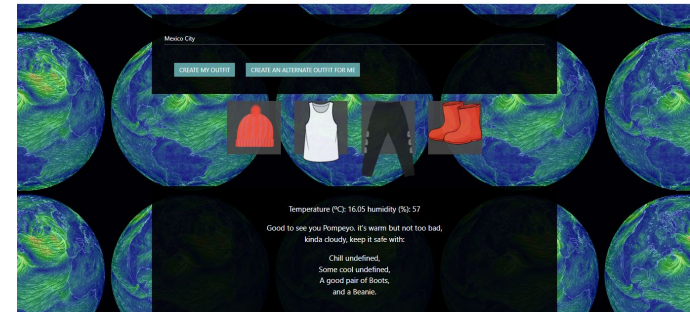 Mexico City
CREATE MY OUTFIT
CREATE AN ALTERNATE OUTFIT FOR ME
Temperature (ºC): 16.05 humidity (%): 57
Good to see you Pompeyo. it's warm but not too bad,
kinda cloudy, keep it safe with:
Chill undefined,
Some cool undefined,
A good pair of Boots,
and a Beanie.